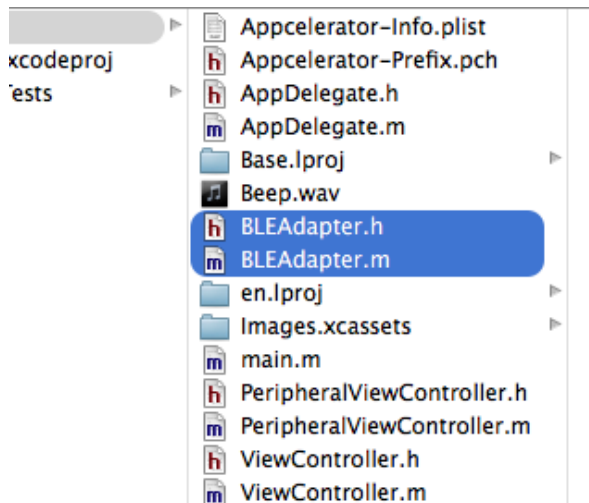 xcodeproj
Tests
Appcelerator-Info.plist
Appcelerator-Prefix.pch
AppDelegate.h
AppDelegate.m
Base.lproj
Beep.wav
BLEAdapter.h
BLEAdapter.m
en.lproj
Images.xcassets
main.m
PeripheralViewController.h
PeripheralViewController.m
ViewController.h
ViewController.m